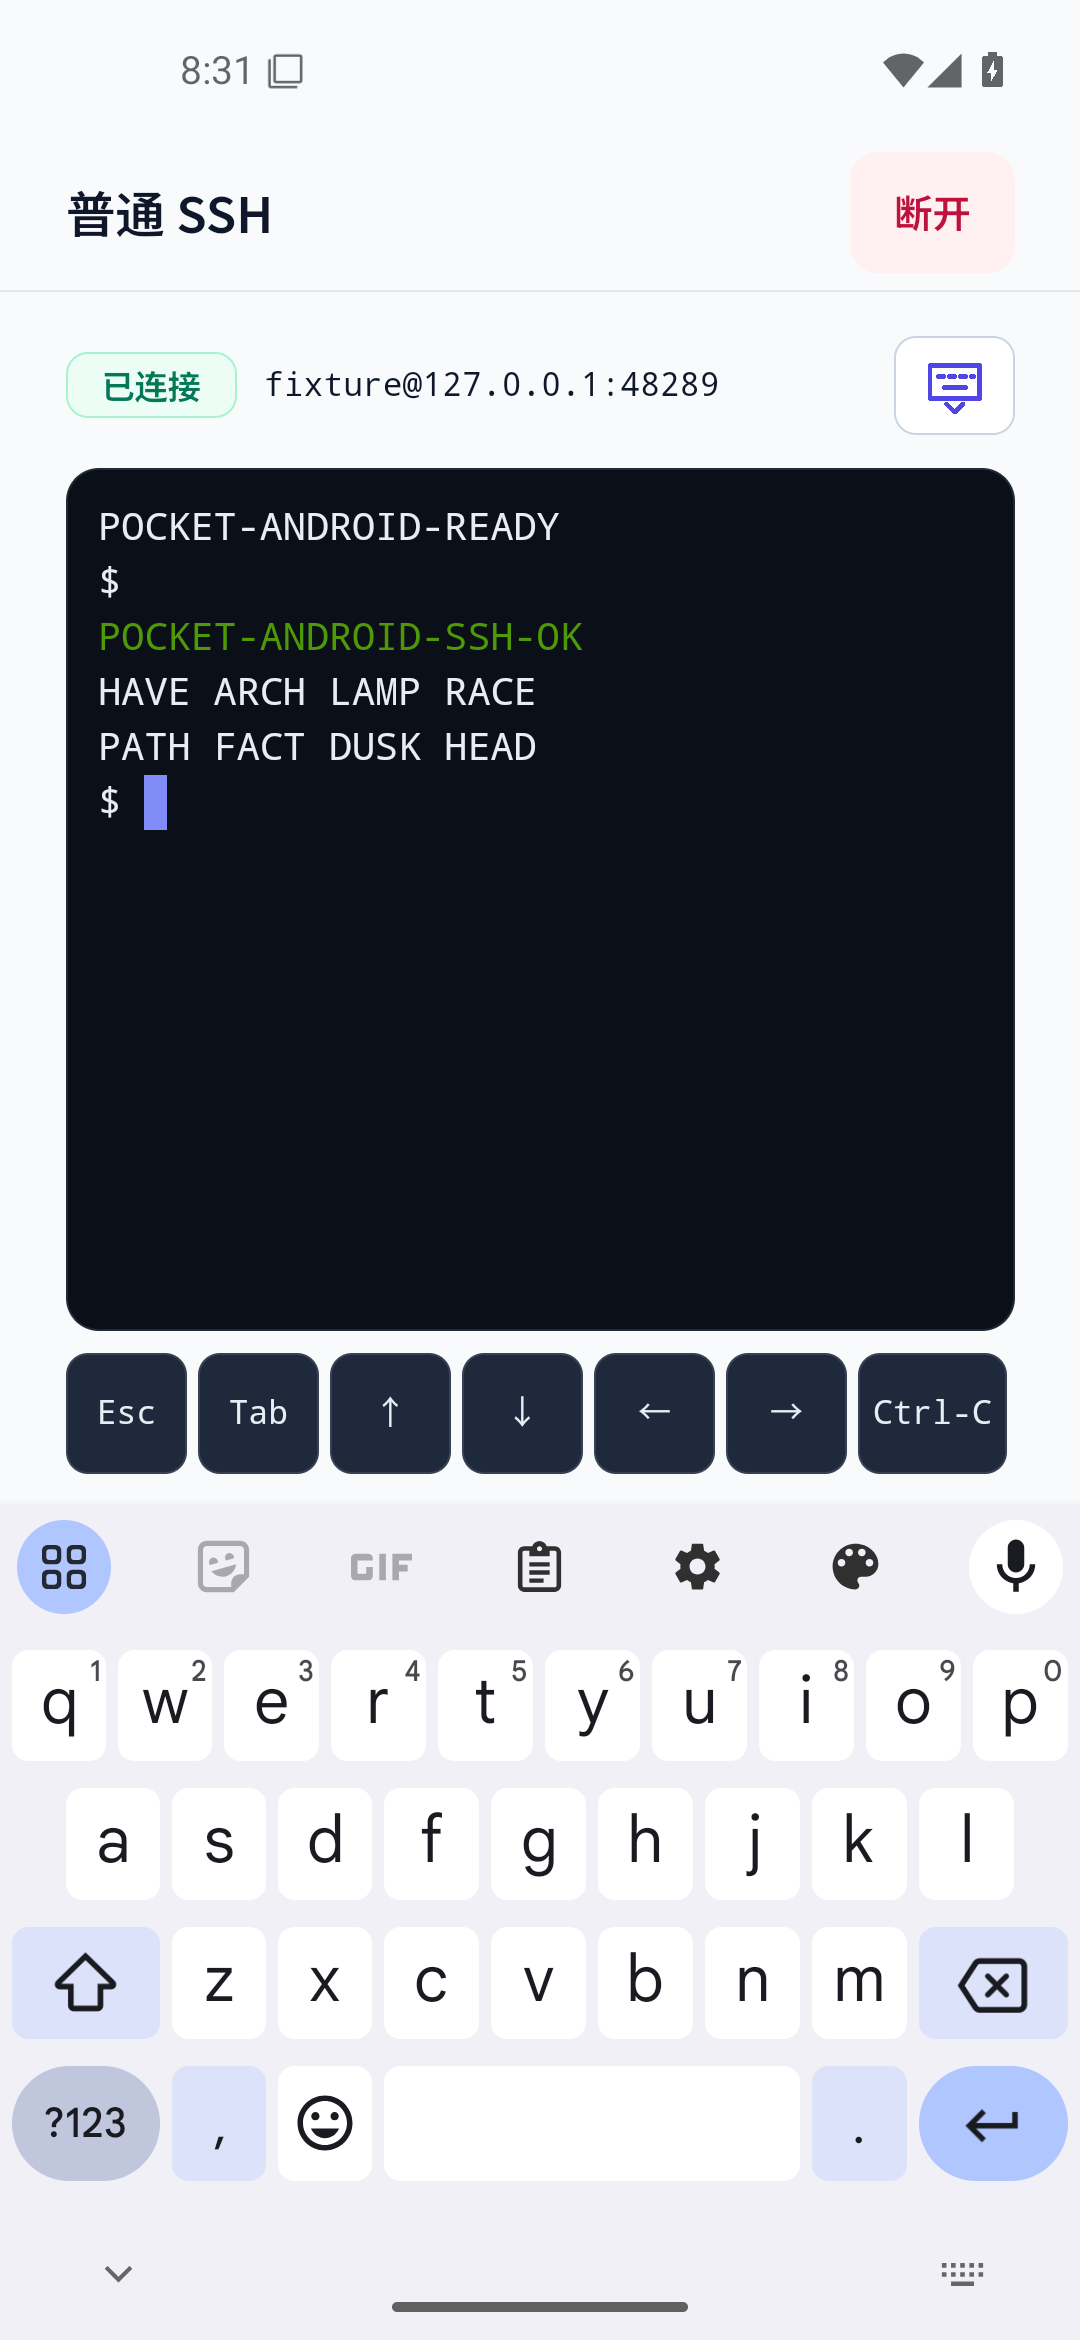 8:31
普通 SSH
断开
已连接 fixture@127.0.0.1:48289
POCKET-ANDROID-READY
$
POCKET-ANDROID-SSH-OK
HAVE ARCH LAMP RACE
PATH FACT DUSK HEAD
$
Esc Tab ↑ ↓ ← → Ctrl-C
GIF
q 1 w 2 e 3 r 4 t 5 y 6 u 7 i 8 o 9 p 0
a s d f g h j k l
z x c v b n m
?123 , .